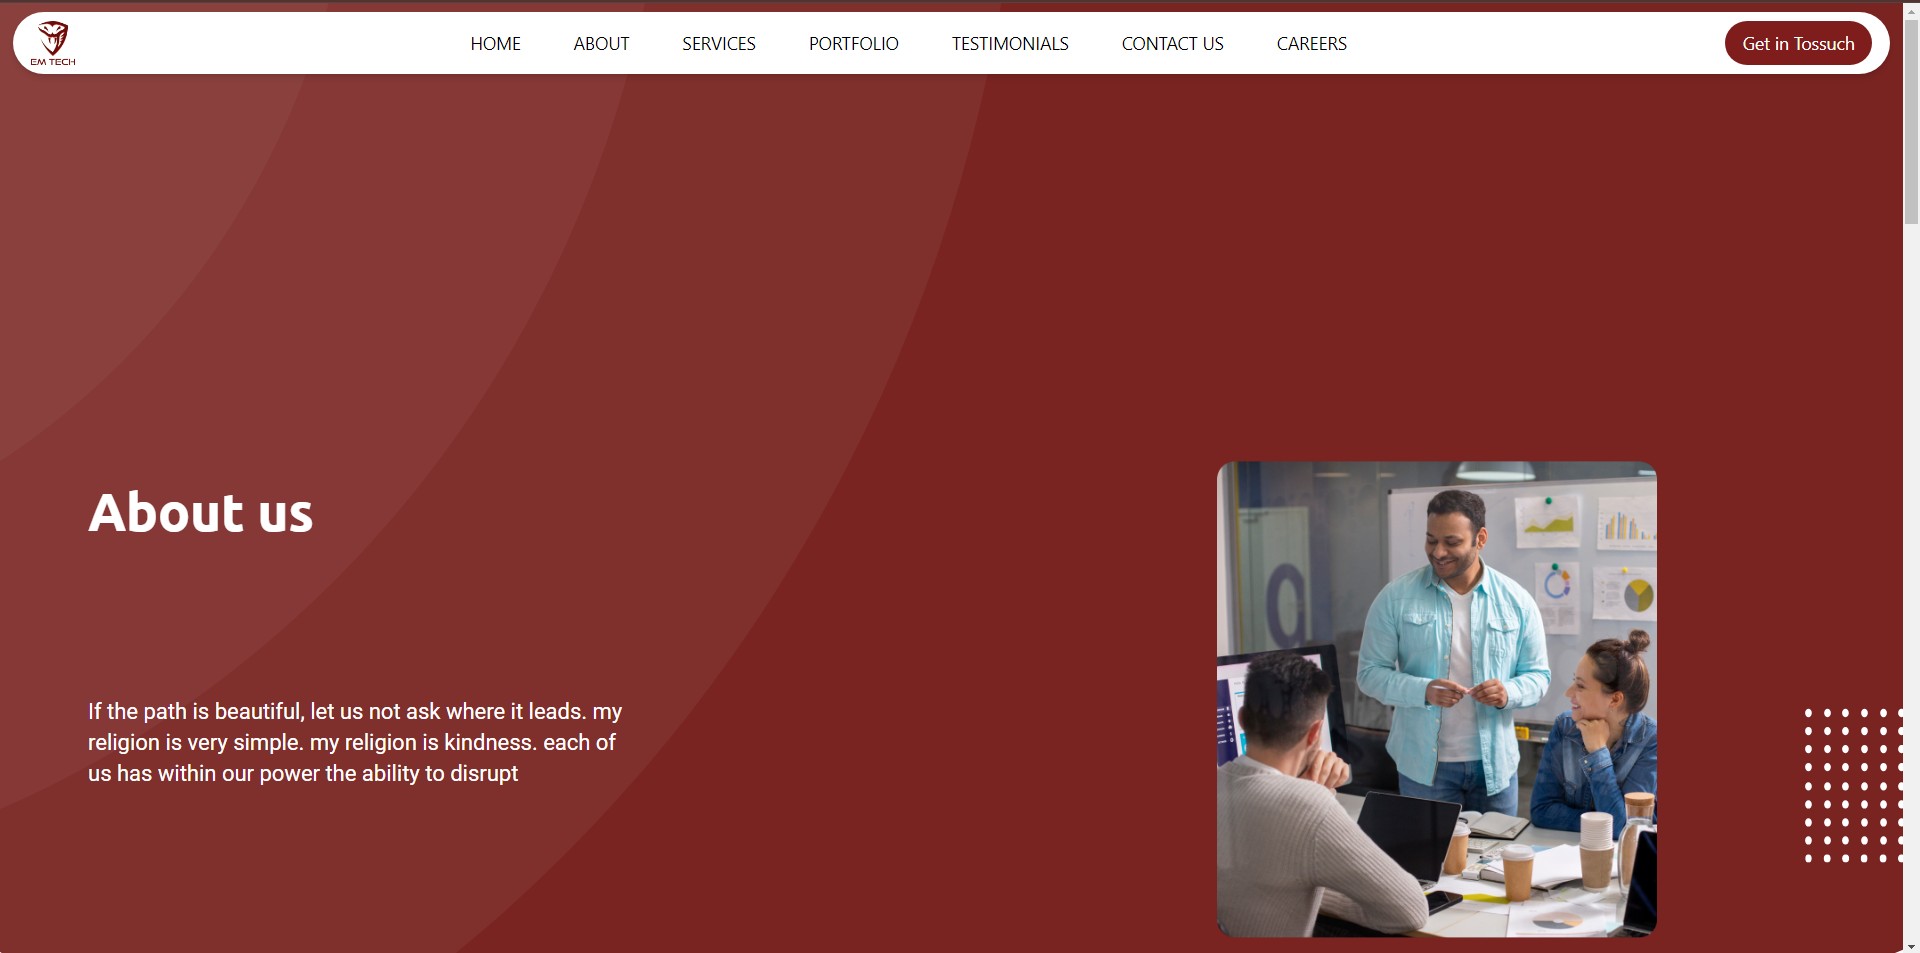 EM TECH
HOME
ABOUT
SERVICES
PORTFOLIO
TESTIMONIALS
CONTACT US
CAREERS
Get in Tossuch
About us
If the path is beautiful, let us not ask where it leads. my
religion is very simple. my religion is kindness. each of
us has within our power the ability to disrupt